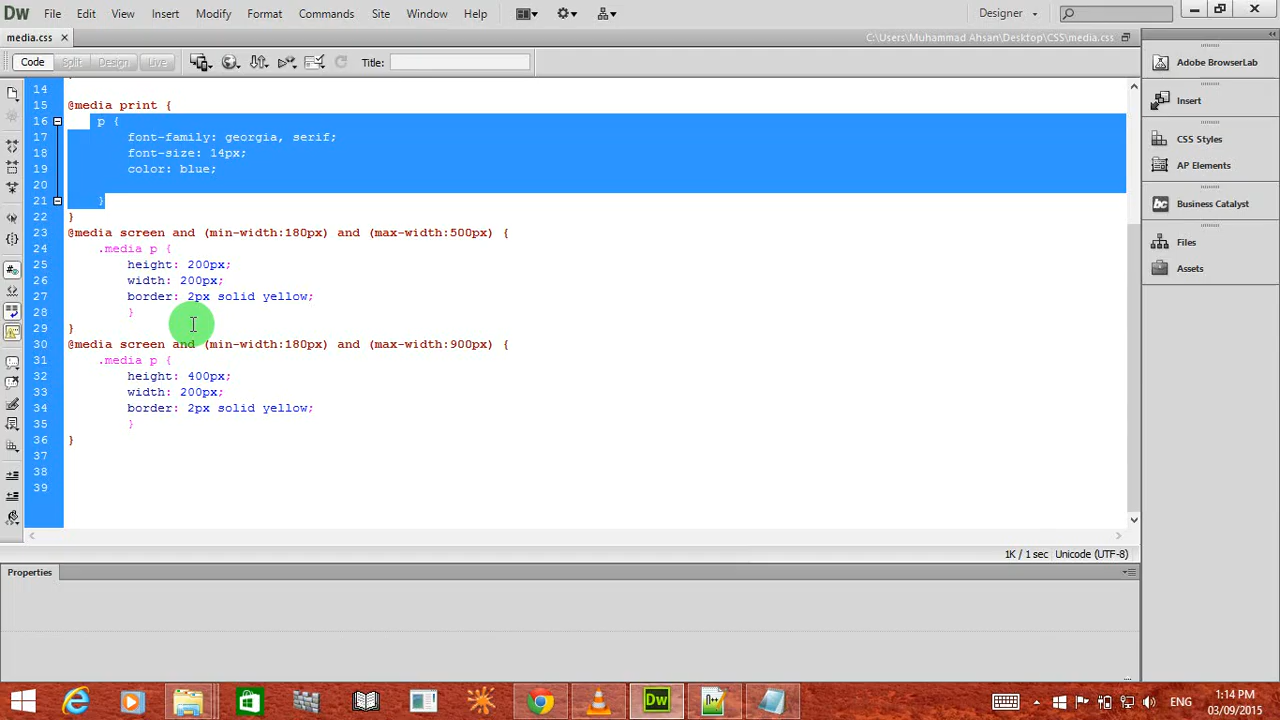 Dw File Edit View Insert Modify Format Commands Site Window Help Designer
media.css C:\Users\Muhammad Ahsan\Desktop\CSS\media.css
Code Split Design Live Title:
14
15 @media print {
16 p {
17 font-family: georgia, serif;
18 font-size: 14px;
19 color: blue;
20
21 }
22 }
23 @media screen and (min-width:180px) and (max-width:500px) {
24 .media p {
25 height: 200px;
26 width: 200px;
27 border: 2px solid yellow;
28 }
29 }
30 @media screen and (min-width:180px) and (max-width:900px) {
31 .media p {
32 height: 400px;
33 width: 200px;
34 border: 2px solid yellow;
35 }
36 }
37
38
39
1K / 1 sec Unicode (UTF-8)
Properties
Adobe BrowserLab
Insert
CSS Styles
AP Elements
bc Business Catalyst
Files
Assets
Dw ENG 1:14 PM
03/09/2015